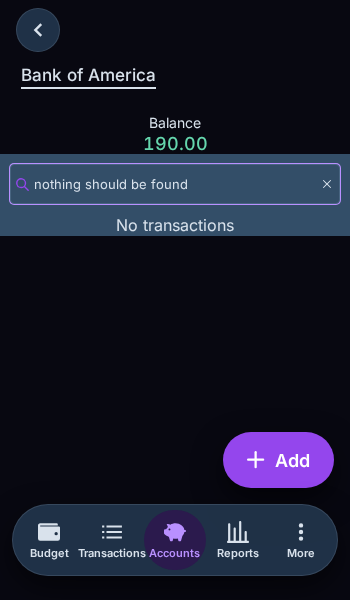 Bank of America
Balance
190.00
nothing should be found
No transactions
Add
Budget
Transactions
Accounts
Reports
More